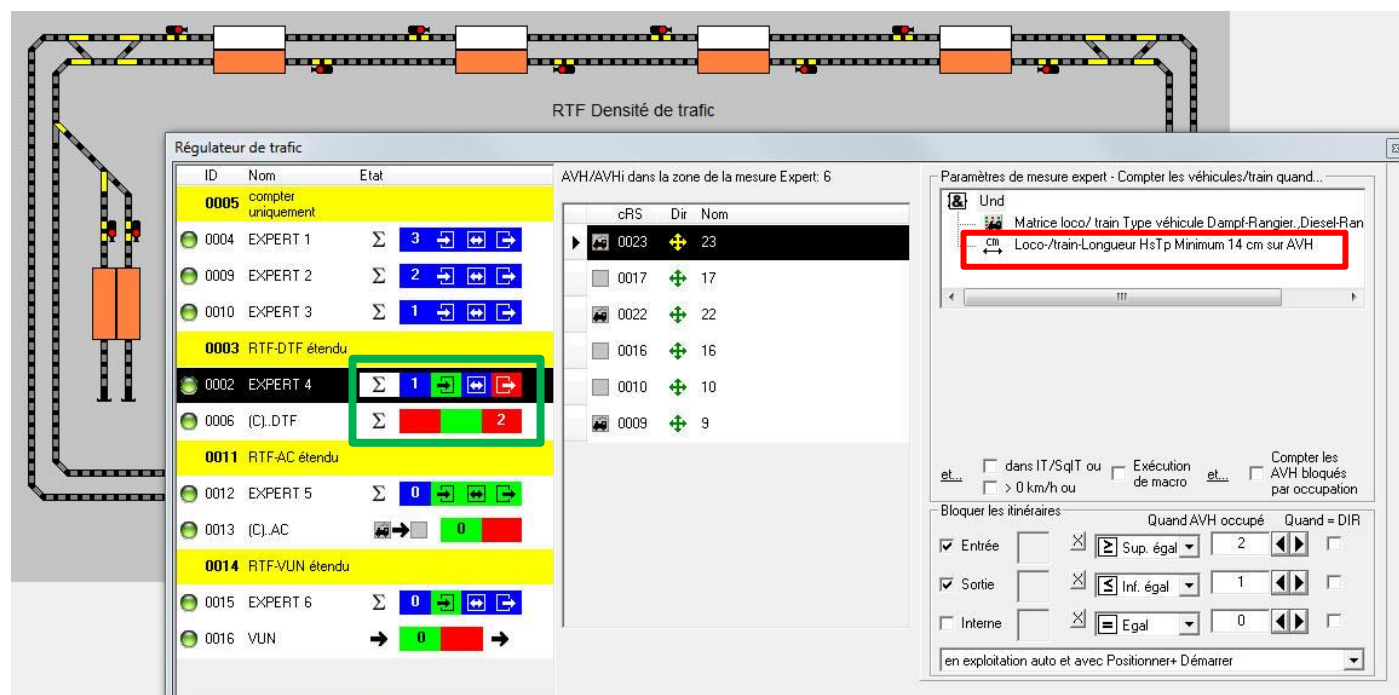 RTF Densité de trafic
Régulateur de trafic
ID Nom Etat
0005 compter
uniquement
0004 EXPERT 1 Σ 3
0009 EXPERT 2 Σ 2
0010 EXPERT 3 Σ 1
0003 RTF-DTF étendu
0002 EXPERT 4 Σ 1
0006 (C)..DTF Σ 2
0011 RTF-AC étendu
0012 EXPERT 5 Σ 0
0013 (C)..AC 0
0014 RTF-VUN étendu
0015 EXPERT 6 Σ 0
0016 VUN 0
AVH/AVHi dans la zone de la mesure Expert: 6
cRS Dir Nom
0023 23
0017 17
0022 22
0016 16
0010 10
0009 9
Paramètres de mesure expert - Compter les véhicules/train quand...
& Und
Matrice loco/ train Type véhicule Dampf-Rangier.,Diesel-Ran
cm Loco-/train-Longueur HsTp Minimum 14 cm sur AVH
et... dans IT/SqIT ou
> 0 km/h ou
Exécution
de macro
et... Compter les
AVH bloqués
par occupation
Bloquer les itinéraires
Quand AVH occupé Quand = DIR
Entrée X ≥ Sup. égal 2
Sortie X ≤ Inf. égal 1
Interne X = Egal 0
en exploitation auto et avec Positionner+ Démarrer